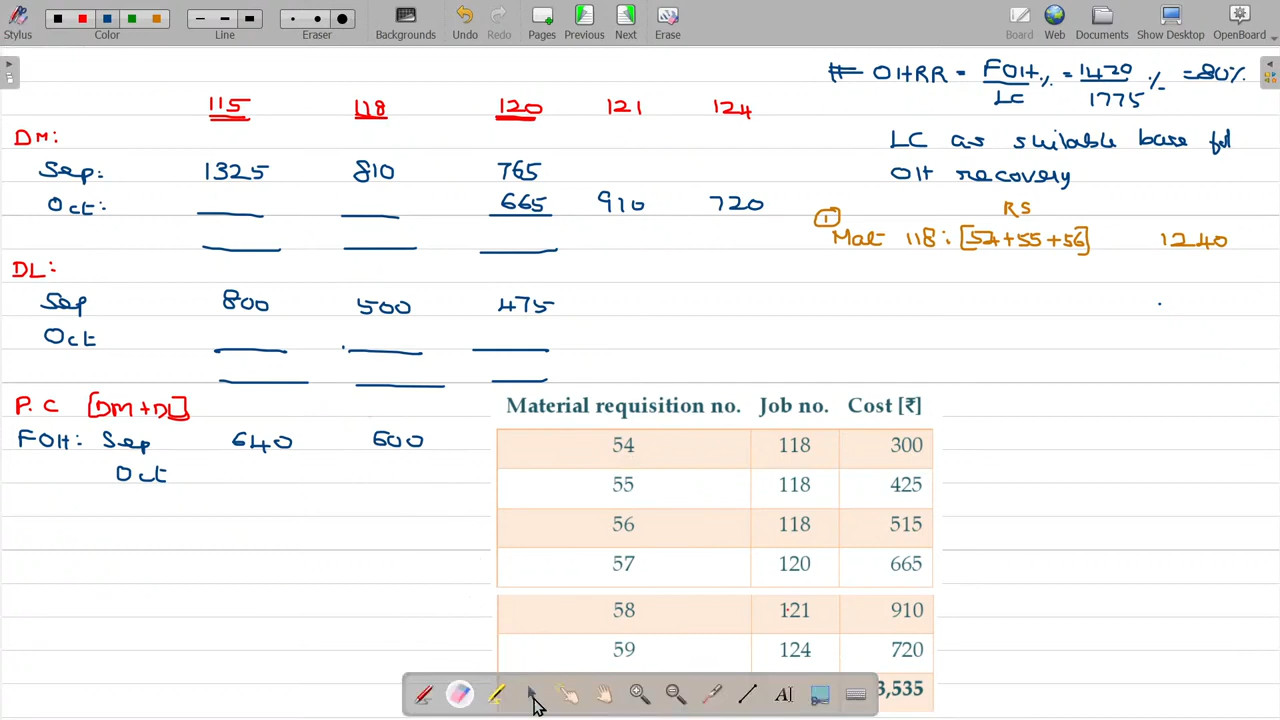 Stylus Color Line Eraser Backgrounds Undo Redo Pages Previous Next Erase Board Web Documents Show Desktop OpenBoard
# OHRR = FOH/LC % = 1420/1775 % = 80%
115 118 120 121 124
DM:
LC as suitable base for
Sep: 1325 810 765
OH recovery
Oct: 665 910 720
RS
① Mat 118: [54+55+56] 1240
DL:
Sep 800 500 475
Oct
P.C [DM+DL]
Material requisition no. Job no. Cost [₹]
FOH: Sep 640 600
54 118 300
Oct
55 118 425
56 118 515
57 120 665
58 121 910
59 124 720
3,535